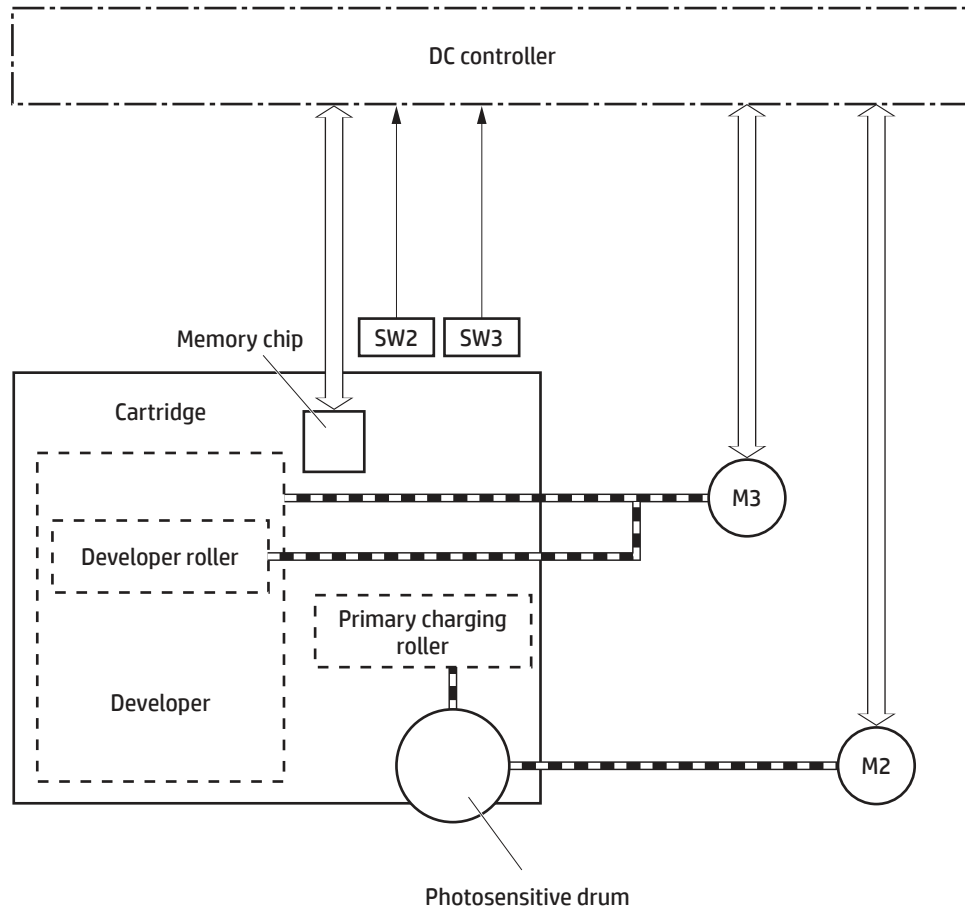 DC controller
SW2
SW3
Memory chip
Cartridge
M3
Developer roller
Primary charging
roller
Developer
M2
Photosensitive drum